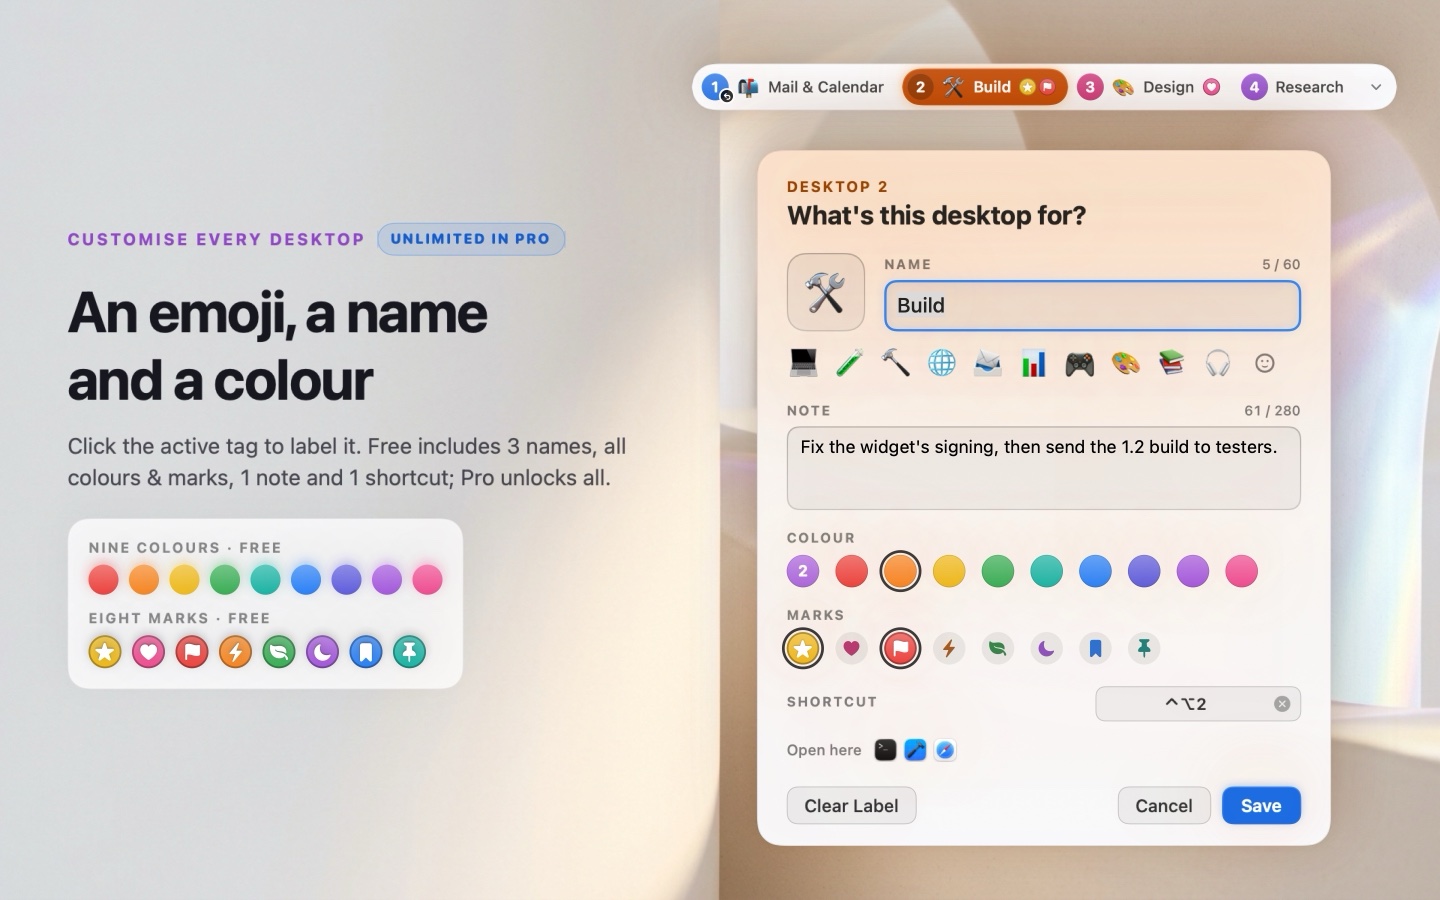 1 Mail & Calendar 2 Build 3 Design 4 Research
CUSTOMISE EVERY DESKTOP UNLIMITED IN PRO
An emoji, a name
and a colour
Click the active tag to label it. Free includes 3 names, all
colours & marks, 1 note and 1 shortcut; Pro unlocks all.
NINE COLOURS · FREE
EIGHT MARKS · FREE
DESKTOP 2
What's this desktop for?
NAME 5 / 60
Build
NOTE 61 / 280
Fix the widget's signing, then send the 1.2 build to testers.
COLOUR
2
MARKS
SHORTCUT ^⌥2
Open here
Clear Label Cancel Save